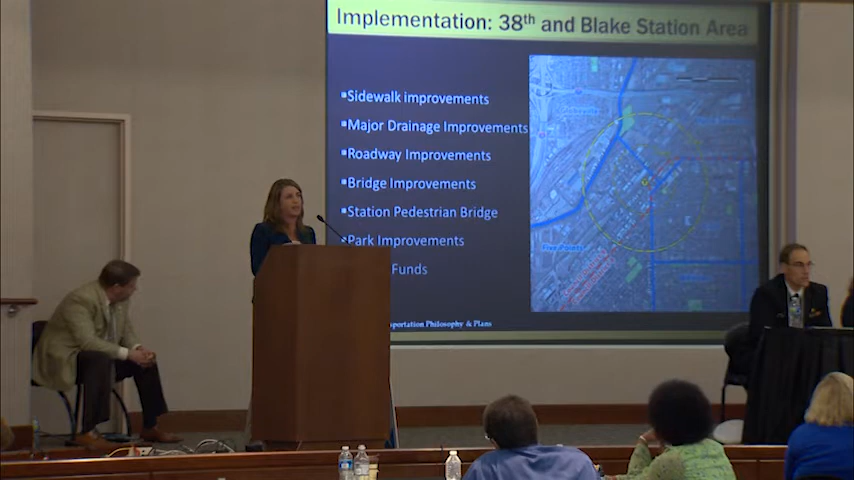 Implementation: 38th and Blake Station Area
▪Sidewalk improvements
▪Major Drainage Improvements
▪Roadway Improvements
▪Bridge Improvements
▪Station Pedestrian Bridge
▪Park Improvements
Funds
Philosophy & Plans
Five Points